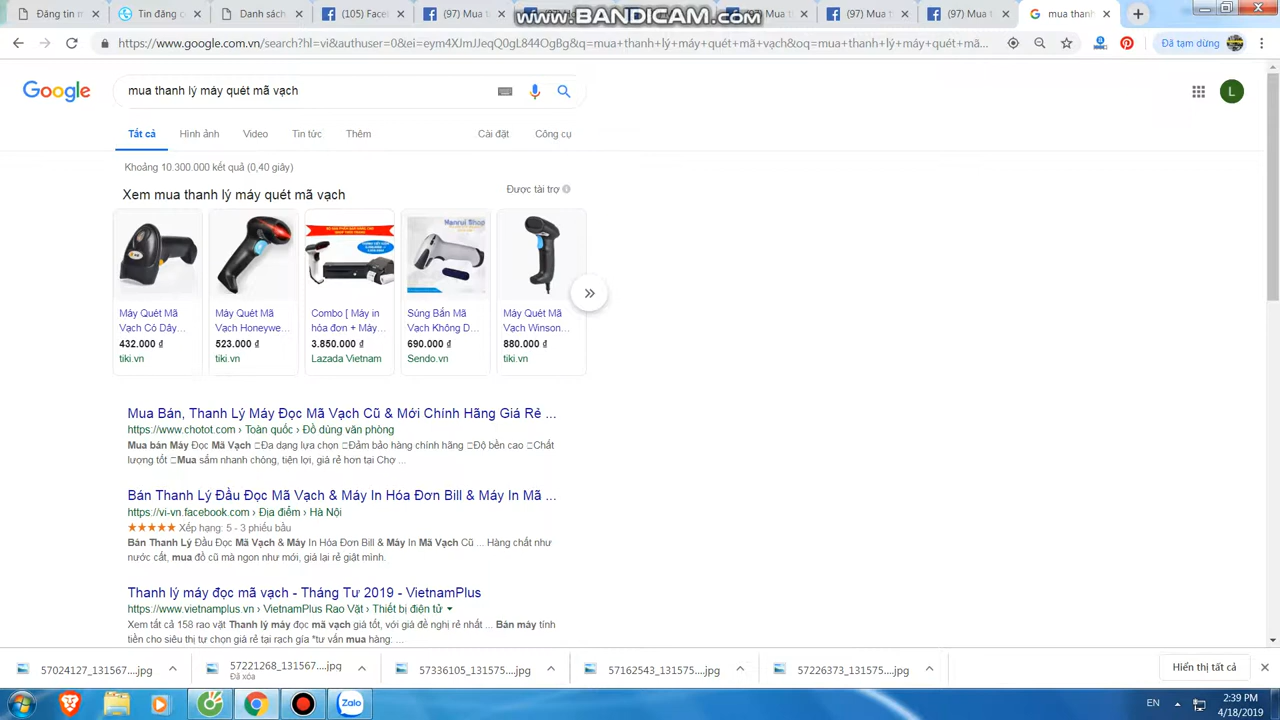 www.BANDICAM.com
Đăng tin m
Tin đăng c
Danh sách
(105) Face
(97) Mua t
(97) Mua t
(97) Mua t
mua thanh
https://www.google.com.vn/search?hl=vi&authuser=0&ei=ym4XJmJJeqQ0gL84ADgBg&q=mua+thanh+lý+máy+quét+mã+vạch&oq=mua+thanh+lý+máy+quét+mã...
Đã tạm dừng
Google
mua thanh lý máy quét mã vạch
L
Tất cả Hình ảnh Video Tin tức Thêm Cài đặt Công cụ
Khoảng 10.300.000 kết quả (0,40 giây)
Xem mua thanh lý máy quét mã vạch
Được tài trợ
Hanrui Shop
Máy Quét Mã
Vạch Có Dây...
432.000 ₫
tiki.vn
Máy Quét Mã
Vạch Honeywe...
523.000 ₫
tiki.vn
Combo [ Máy in
hóa đơn + Máy...
3.850.000 ₫
Lazada Vietnam
Súng Bắn Mã
Vạch Không D...
690.000 ₫
Sendo.vn
Máy Quét Mã
Vạch Winson...
880.000 ₫
tiki.vn
Mua Bán, Thanh Lý Máy Đọc Mã Vạch Cũ & Mới Chính Hãng Giá Rẻ ...
https://www.chotot.com › Toàn quốc › Đồ dùng văn phòng
Mua bán Máy Đọc Mã Vạch □Đa dạng lựa chọn □Đảm bảo hàng chính hãng □Độ bền cao □Chất
lượng tốt □Mua sắm nhanh chóng, tiện lợi, giá rẻ hơn tại Chợ ...
Bán Thanh Lý Đầu Đọc Mã Vạch & Máy In Hóa Đơn Bill & Máy In Mã ...
https://vi-vn.facebook.com › Địa điểm › Hà Nội
★★★★★ Xếp hạng: 5 - 3 phiếu bầu
Bán Thanh Lý Đầu Đọc Mã Vạch & Máy In Hóa Đơn Bill & Máy In Mã Vạch Cũ ... Hàng chất như
nước cất, mua đồ cũ mà ngon như mới, giá lại rẻ giật mình.
Thanh lý máy đọc mã vạch - Tháng Tư 2019 - VietnamPlus
https://www.vietnamplus.vn › VietnamPlus Rao Vặt › Thiết bị điện tử
Xem tất cả 158 rao vặt Thanh lý máy đọc mã vạch giá tốt, với giá đề nghị rẻ nhất ... Bán máy tính
tiền cho siêu thị tự chọn giá rẻ tại rạch gía *tư vấn mua hàng: ...
57024127_131567....jpg
57221268_131567....jpg
Đã xóa
57336105_131575....jpg
57162543_131575....jpg
57226373_131575....jpg
Hiển thị tất cả
Zalo
EN
2:39 PM
4/18/2019